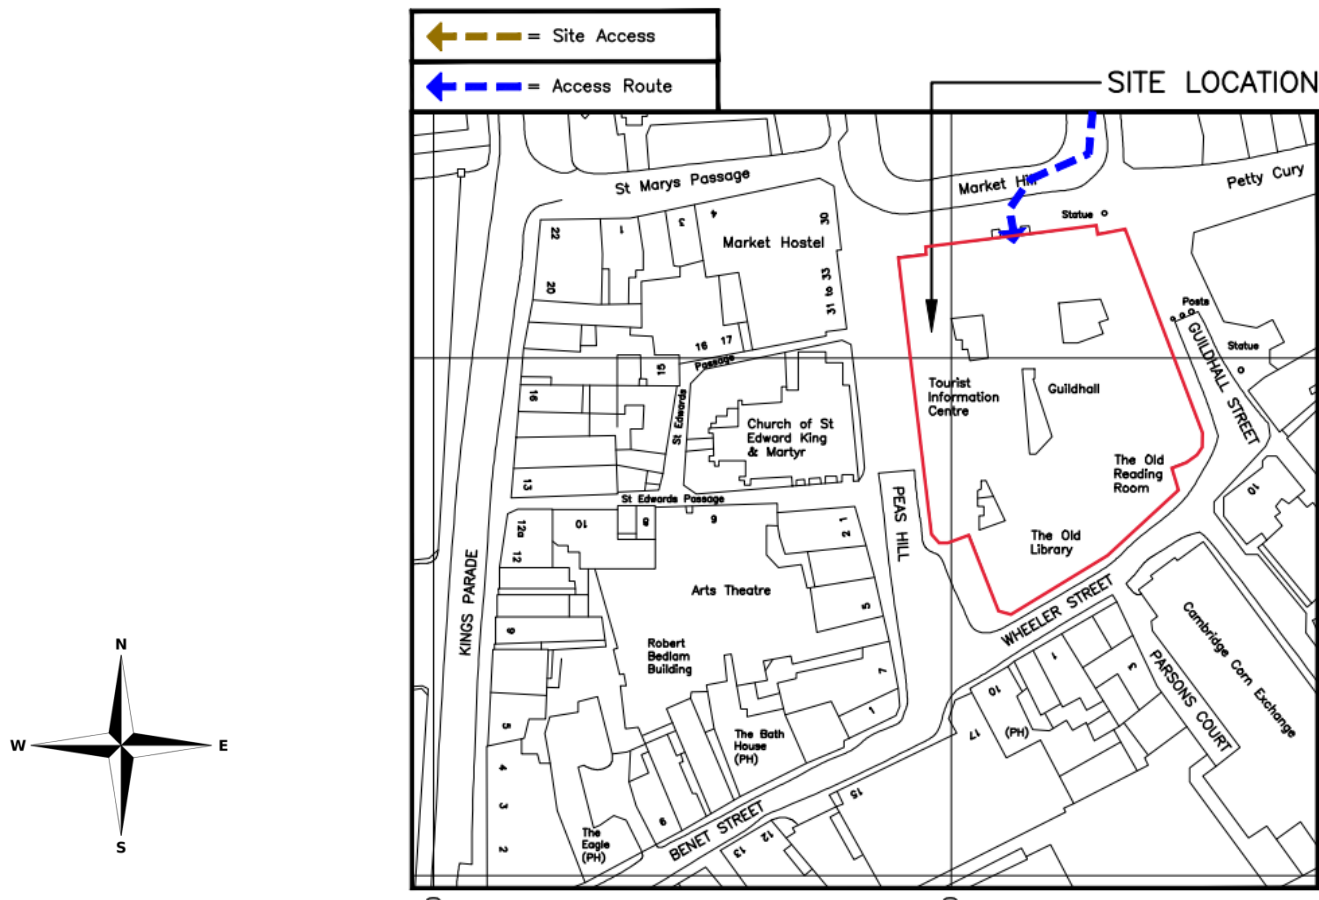 = Site Access
= Access Route
SITE LOCATION
St Marys Passage
Market Hill
Petty Cury
Statue
22
1
3
4
30
Market Hostel
20
31 to 33
Posts
GUILDHALL STREET
Statue
16 17
Passage
15
16
Tourist
Information
Centre
Guildhall
St Edwards
Church of St
Edward King
& Martyr
The Old
Reading
Room
13
St Edwards Passage
10
PEAS HILL
12a
10
8
9
1
2
12
The Old
Library
KINGS PARADE
Arts Theatre
5
WHEELER STREET
Cambridge Corn Exchange
9
Robert
Bedlam
Building
7
1
3
PARSONS COURT
10
1
17
(PH)
5
The Bath
House
(PH)
4
3
2
15
9
BENET STREET
12
13
The
Eagle
(PH)
N
W
E
S